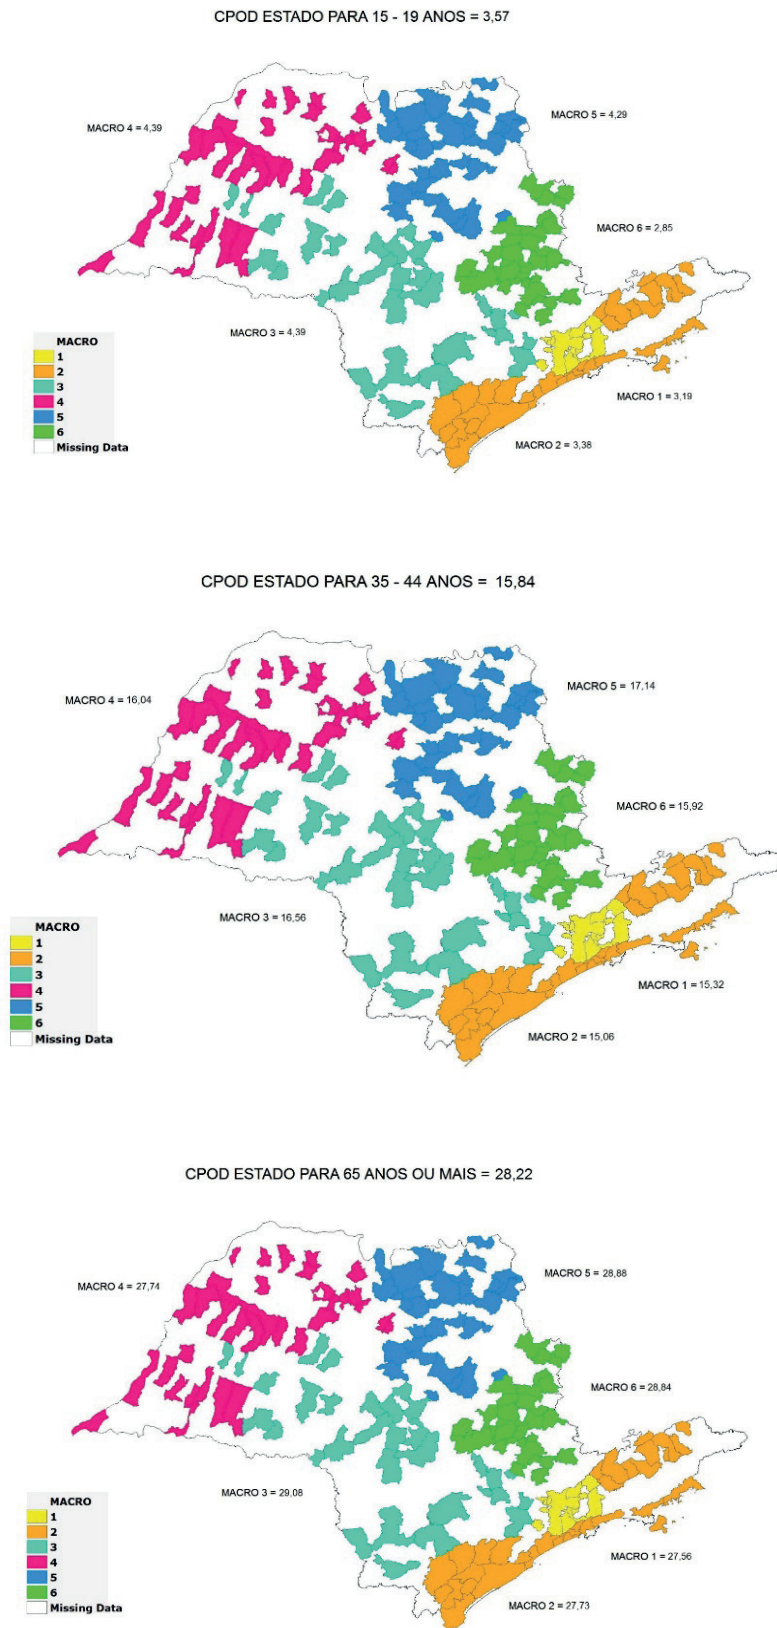 CPOD ESTADO PARA 15 - 19 ANOS = 3,57
MACRO 5 = 4,29
MACRO 4 = 4,39
MACRO 6 = 2,85
MACRO 3 = 4,39
MACRO
1
2
3
4
5
6
Missing Data
MACRO 1 = 3,19
MACRO 2 = 3,38
CPOD ESTADO PARA 35 - 44 ANOS = 15,84
MACRO 5 = 17,14
MACRO 4 = 16,04
MACRO 6 = 15,92
MACRO 3 = 16,56
MACRO
1
2
3
4
5
6
Missing Data
MACRO 1 = 15,32
MACRO 2 = 15,06
CPOD ESTADO PARA 65 ANOS OU MAIS = 28,22
MACRO 5 = 28,88
MACRO 4 = 27,74
MACRO 6 = 28,84
MACRO 3 = 29,08
MACRO
1
2
3
4
5
6
Missing Data
MACRO 1 = 27,56
MACRO 2 = 27,73